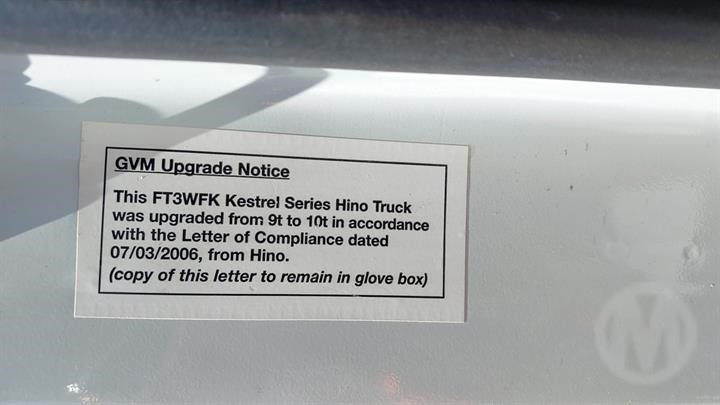 GVM Upgrade Notice
This FT3WFK Kestrel Series Hino Truck
was upgraded from 9t to 10t in accordance
with the Letter of Compliance dated
07/03/2006, from Hino.
(copy of this letter to remain in glove box)
M